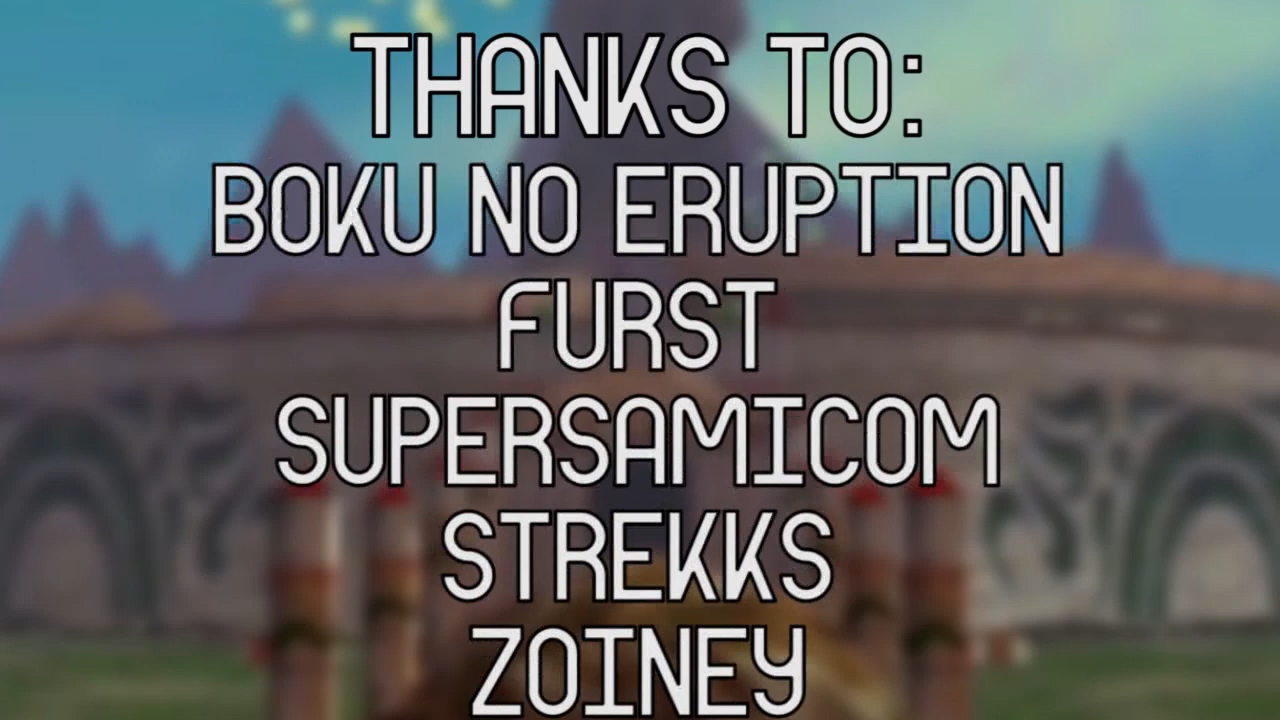 THANKS TO:
BOKU NO ERUPTION
FURST
SUPERSAMICOM
STREKKS
ZOINEY